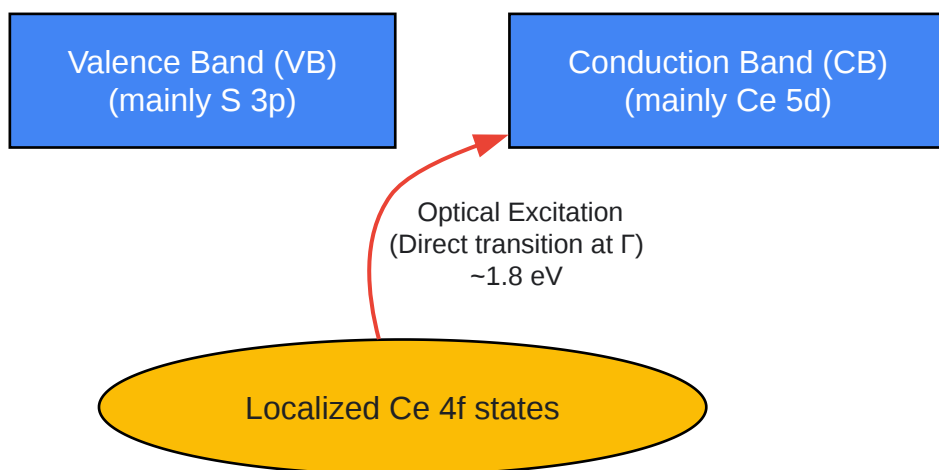 Valence Band (VB)
(mainly S 3p)
Conduction Band (CB)
(mainly Ce 5d)
Optical Excitation
(Direct transition at Γ)
~1.8 eV
Localized Ce 4f states